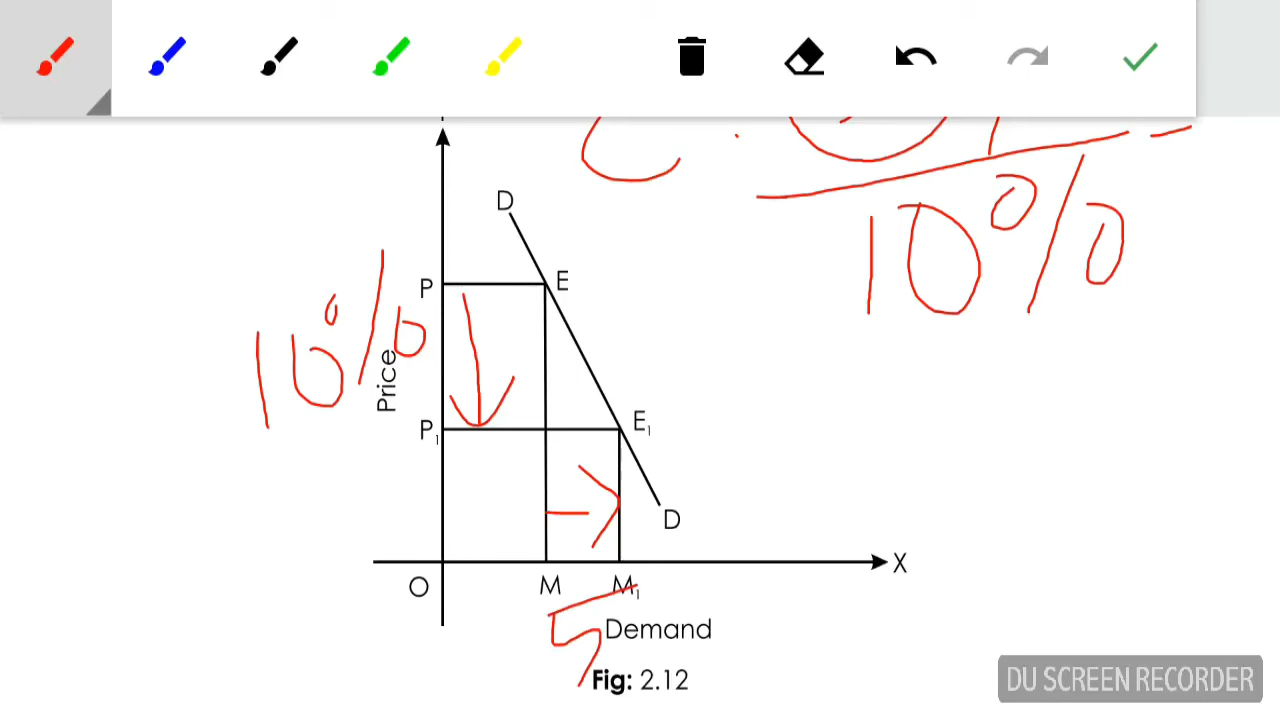 10%
D
P
E
10%
Price
P₁
E₁
D
X
O
M
M₁
5
Demand
Fig: 2.12
DU SCREEN RECORDER